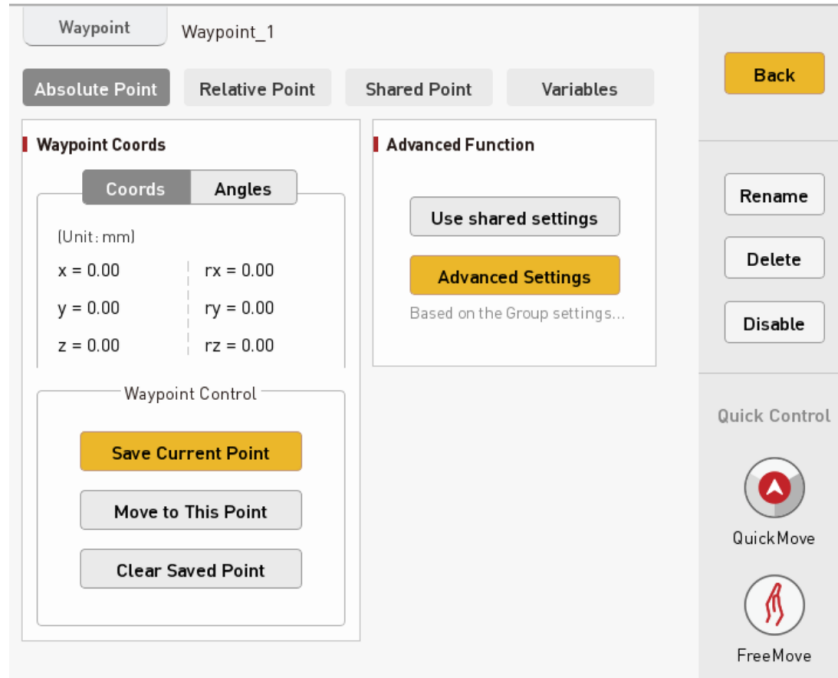 Waypoint Waypoint_1
Absolute Point Relative Point Shared Point Variables
Waypoint Coords
Coords Angles
(Unit: mm)
x = 0.00 rx = 0.00
y = 0.00 ry = 0.00
z = 0.00 rz = 0.00
Waypoint Control
Save Current Point
Move to This Point
Clear Saved Point
Advanced Function
Use shared settings
Advanced Settings
Based on the Group settings...
Back
Rename
Delete
Disable
Quick Control
QuickMove
FreeMove